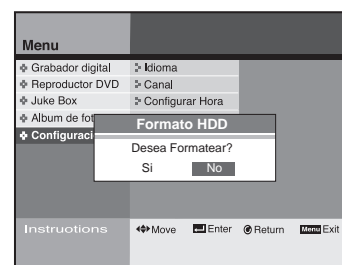 Menu
Grabador digital
Idioma
Reproductor DVD
Canal
Juke Box
Configurar Hora
Album de fot
Configuraci
Formato HDD
Desea Formatear?
Si No
Instruotions Move Enter Return Menu Exit